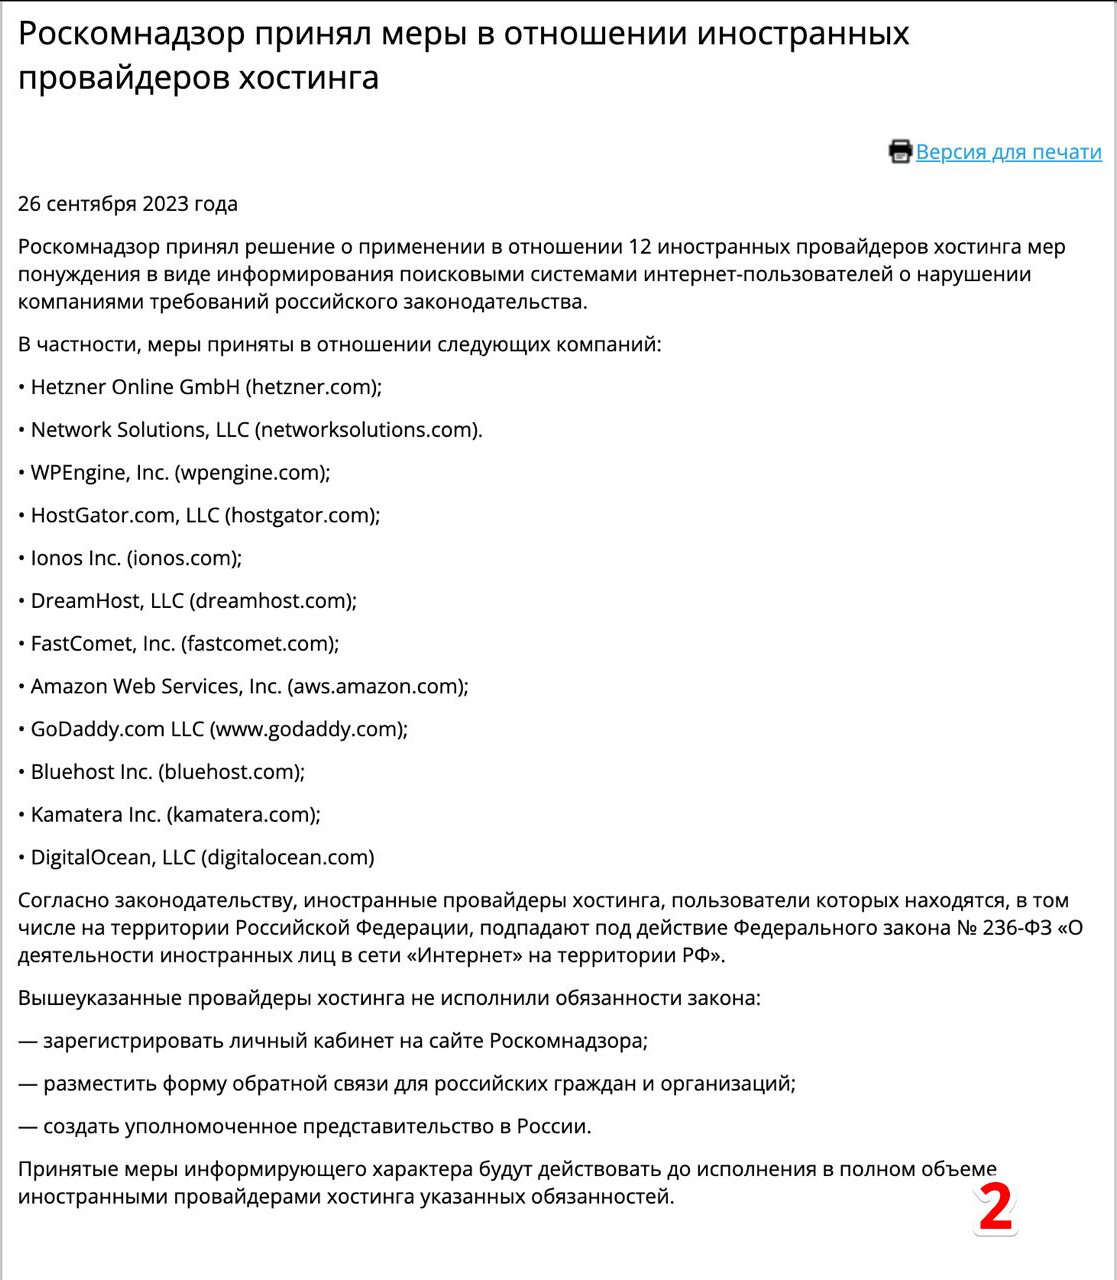 Роскомнадзор принял меры в отношении иностранных
провайдеров хостинга
Версия для печати
26 сентября 2023 года
Роскомнадзор принял решение о применении в отношении 12 иностранных провайдеров хостинга мер
понуждения в виде информирования поисковыми системами интернет-пользователей о нарушении
компаниями требований российского законодательства.
В частности, меры приняты в отношении следующих компаний:
• Hetzner Online GmbH (hetzner.com);
• Network Solutions, LLC (networksolutions.com).
• WPEngine, Inc. (wpengine.com);
• HostGator.com, LLC (hostgator.com);
• Ionos Inc. (ionos.com);
• DreamHost, LLC (dreamhost.com);
• FastComet, Inc. (fastcomet.com);
• Amazon Web Services, Inc. (aws.amazon.com);
• GoDaddy.com LLC (www.godaddy.com);
• Bluehost Inc. (bluehost.com);
• Kamatera Inc. (kamatera.com);
• DigitalOcean, LLC (digitalocean.com)
Согласно законодательству, иностранные провайдеры хостинга, пользователи которых находятся, в том
числе на территории Российской Федерации, подпадают под действие Федерального закона № 236-ФЗ «О
деятельности иностранных лиц в сети «Интернет» на территории РФ».
Вышеуказанные провайдеры хостинга не исполнили обязанности закона:
— зарегистрировать личный кабинет на сайте Роскомнадзора;
— разместить форму обратной связи для российских граждан и организаций;
— создать уполномоченное представительство в России.
Принятые меры информирующего характера будут действовать до исполнения в полном объеме
иностранными провайдерами хостинга указанных обязанностей.
2